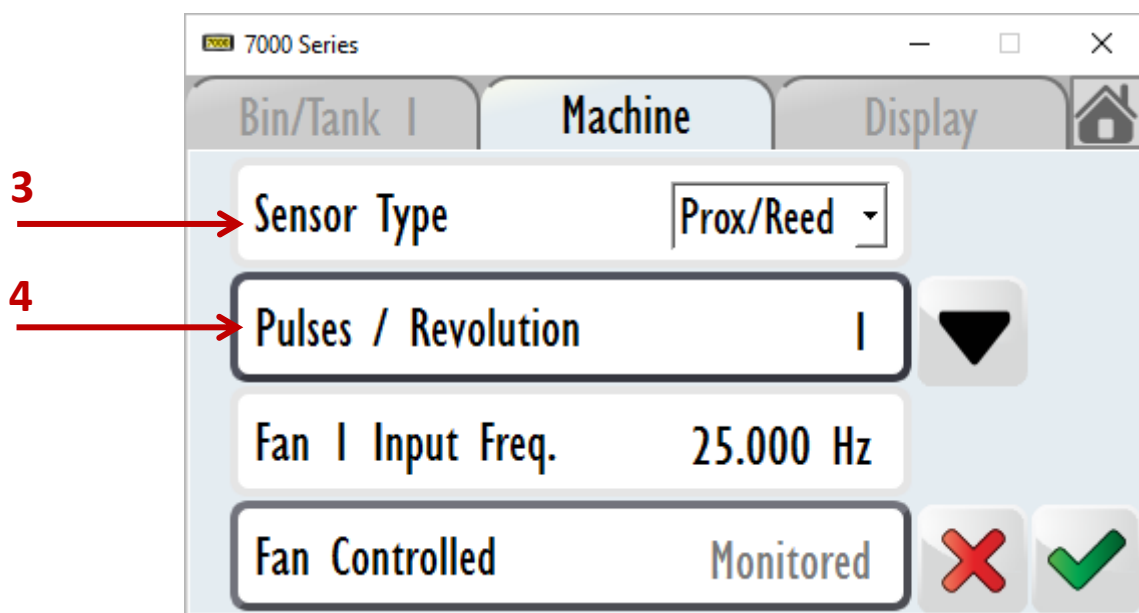 7000 7000 Series
Bin/Tank 1 Machine Display
3 Sensor Type Prox/Reed
4 Pulses / Revolution 1
Fan 1 Input Freq. 25.000 Hz
Fan Controlled Monitored